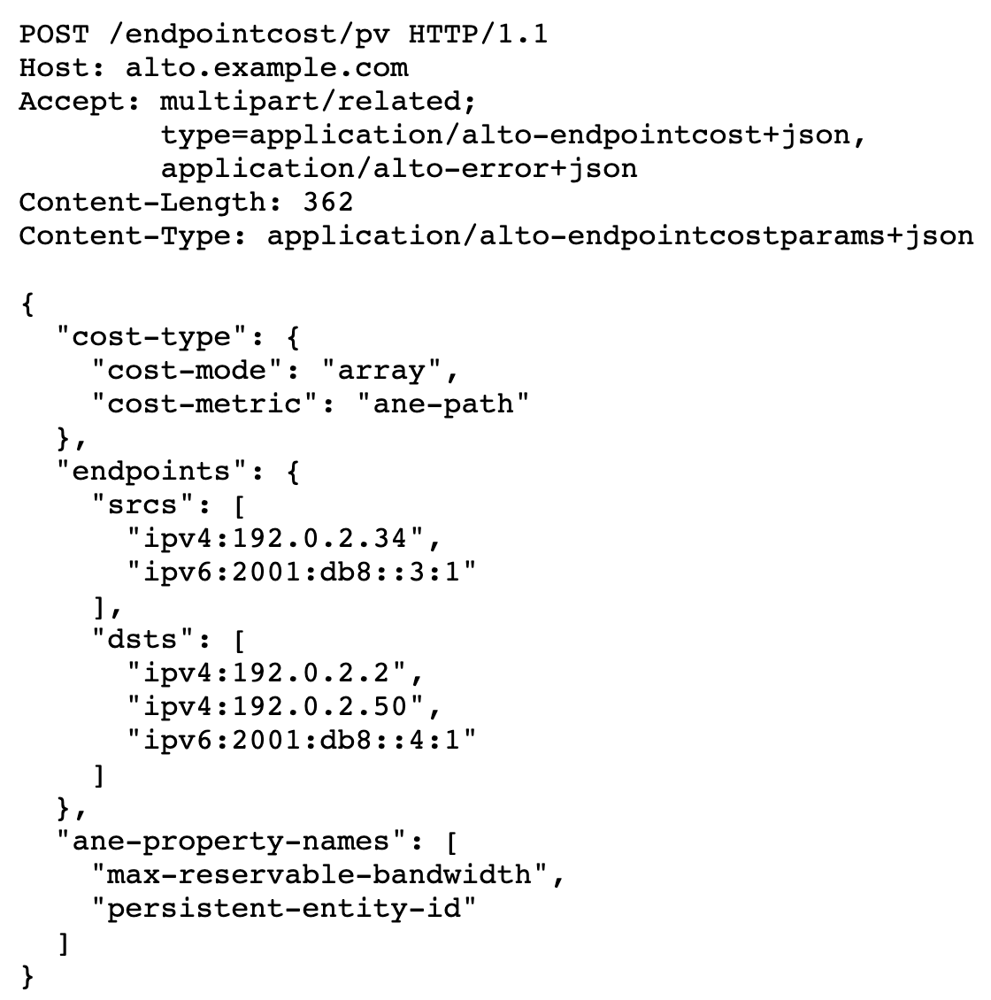 POST /endpointcost/pv HTTP/1.1
Host: alto.example.com
Accept: multipart/related;
        type=application/alto-endpointcost+json,
        application/alto-error+json
Content-Length: 362
Content-Type: application/alto-endpointcostparams+json

{
  "cost-type": {
    "cost-mode": "array",
    "cost-metric": "ane-path"
  },
  "endpoints": {
    "srcs": [
      "ipv4:192.0.2.34",
      "ipv6:2001:db8::3:1"
    ],
    "dsts": [
      "ipv4:192.0.2.2",
      "ipv4:192.0.2.50",
      "ipv6:2001:db8::4:1"
    ]
  },
  "ane-property-names": [
    "max-reservable-bandwidth",
    "persistent-entity-id"
  ]
}